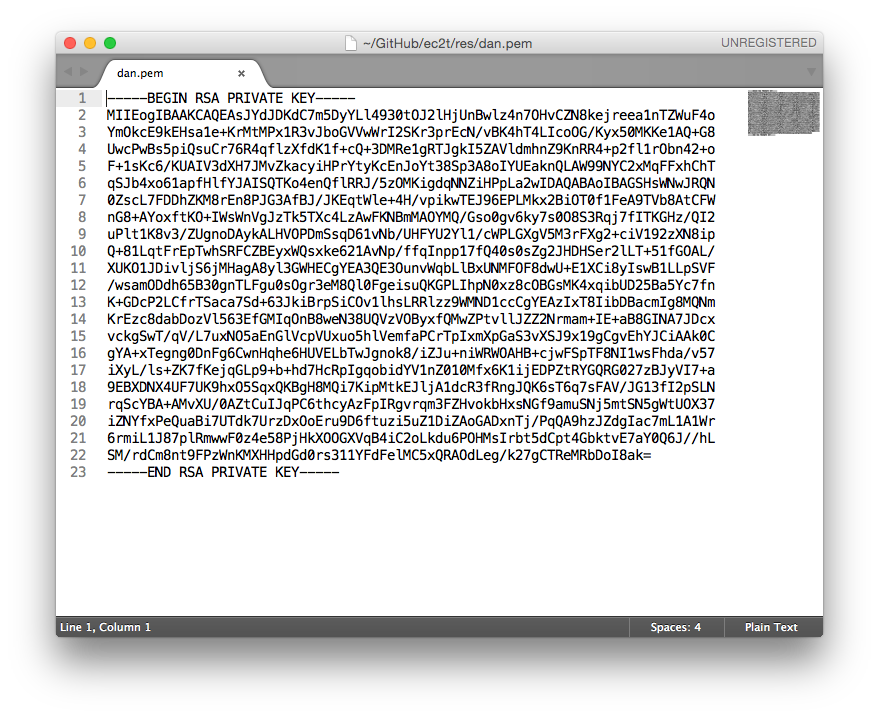 ~/GitHub/ec2t/res/dan.pem
UNREGISTERED
dan.pem
1 -----BEGIN RSA PRIVATE KEY-----
2 MIIEogIBAAKCAQEAsJYdJDKdC7m5DyYLl4930tOJ2lHjUnBwlz4n7OHvCZN8kejreea1nTZWuF4o
3 YmOkcE9kEHsa1e+KrMtMPx1R3vJboGVVwWrI2SKr3prEcN/vBK4hT4LIcoOG/Kyx50MKKe1AQ+G8
4 UwcPwBs5piQsuCr76R4qflzXfdK1f+cQ+3DMRe1gRTJgkI5ZAVldmhnZ9KnRR4+p2fl1rObn42+o
5 F+1sKc6/KUAIV3dXH7JMvZkacyiHPrYtyKcEnJoYt38Sp3A8oIYUEaknQLAW99NYC2xMqFFxhChT
6 qSJb4xo61apfHlfYJAISQTKo4enQflRRJ/5zOMKigdqNNZiHPpLa2wIDAQABAoIBAGSHsWNwJRQN
7 0ZscL7FDDhZKM8rEn8PJG3AfBJ/JKEqtWle+4H/vpikwTEJ96EPLMkx2BiOT0f1FeA9TVb8AtCFW
8 nG8+AYoxftKO+IWsWnVgJzTk5TXc4LzAwFKNBmMAOYMQ/Gso0gv6ky7s0O8S3Rqj7fITKGHz/QI2
9 uPlt1K8v3/ZUgnoDAykALHVOPDmSsqD61vNb/UHFYU2Yl1/cWPLGXgV5M3rFXg2+ciV192zXN8ip
10 Q+81LqtFrEpTwhSRFCZBEyxWQsxke621AvNp/ffqInpp17fQ40s0sZg2JHDHSer2lLT+51fGOAL/
11 XUKO1JDivljS6jMHagA8yl3GWHECgYEA3QE3OunvWqbLlBxUNMFOF8dwU+E1XCi8yIswB1LLpSVF
12 /wsamODdh65B30gnTLFgu0sOgr3eM8Ql0FgeisuQKGPLIhpN0xz8cOBGsMK4xqibUD25Ba5Yc7fn
13 K+GDcP2LCfrTSaca7Sd+63JkiBrpSiCOv1lhsLRRlzz9WMND1ccCgYEAzIxT8IibDBacmIg8MQNm
14 KrEzc8dabDozVl563EfGMIqOnB8weN38UQVzVOByxfQMwZPtvllJZZ2Nrmam+IE+aB8GINA7JDcx
15 vckgSwT/qV/L7uxNO5aEnGlVcpVUxuo5hlVemfaPCrTpIxmXpGaS3vXSJ9x19gCgvEhYJCiAAk0C
16 gYA+xTegng0DnFg6CwnHqhe6HUVELbTwJgnok8/iZJu+niWRWOAHB+cjwFSpTF8NI1wsFhda/v57
17 iXyL/ls+ZK7fKejqGLp9+b+hd7HcRpIgqobidYV1nZ010Mfx6K1ijEDPZtRYGQRG027zBJyVI7+a
18 9EBXDNX4UF7UK9hxO5SqxQKBgH8MQi7KipMtkEJljA1dcR3fRngJQK6sT6q7sFAV/JG13fI2pSLN
19 rqScYBA+AMvXU/0AZtCuIJqPC6thcyAzFpIRgvrqm3FZHvokbHxsNGf9amuSNj5mtSN5gWtUOX37
20 iZNYfxPeQuaBi7UTdk7UrzDxOoEru9D6ftuzi5uZ1DiZAoGADxnTj/PqQA9hzJZdgIac7mL1A1Wr
21 6rmiL1J87plRmwwF0z4e58PjHkXOOGXVqB4iC2oLkdu6POHMsIrbt5dCpt4GbktvE7aY0Q6J//hL
22 SM/rdCm8nt9FPzWnKMXHHpdGd0rs311YFdFelMC5xQRAOdLeg/k27gCTReMRbDoI8ak=
23 -----END RSA PRIVATE KEY-----
Line 1, Column 1
Spaces: 4
Plain Text